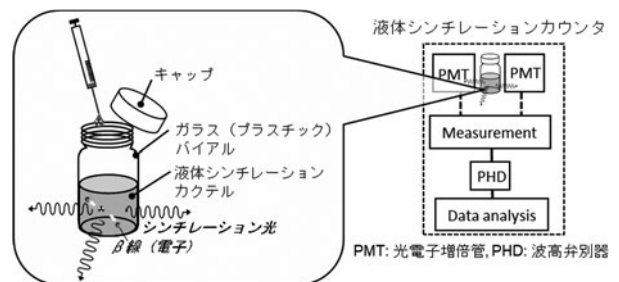 液体シンチレーションカウンタ
キャップ
ガラス（プラスチック）
バイアル
液体シンチレーション
カクテル
シンチレーション光
β線（電子）
PMT
PMT
Measurement
PHD
Data analysis
PMT: 光電子増倍管, PHD: 波高弁別器